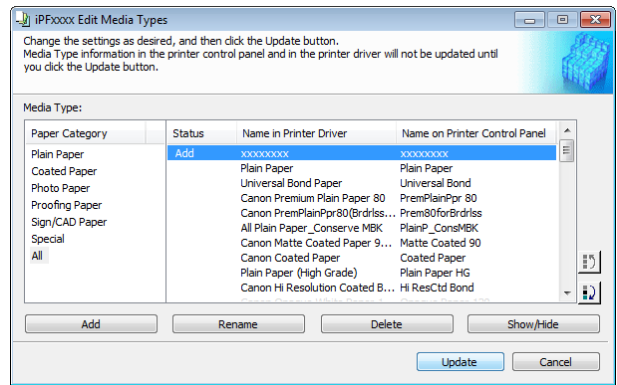 iPFxxxx Edit Media Types
Change the settings as desired, and then click the Update button.
Media Type information in the printer control panel and in the printer driver will not be updated until
you click the Update button.
Media Type:
Paper Category Status Name in Printer Driver Name on Printer Control Panel
Plain Paper Add xxxxxxxx xxxxxxxx
Coated Paper Plain Paper Plain Paper
Photo Paper Universal Bond Paper Universal Bond
Proofing Paper Canon Premium Plain Paper 80 PremPlainPpr 80
Sign/CAD Paper Canon PremPlainPpr80(Brdrlss... Prem80forBrdrlss
Special All Plain Paper_Conserve MBK PlainP_ConsMBK
All Canon Matte Coated Paper 9... Matte Coated 90
Canon Coated Paper Coated Paper
Plain Paper (High Grade) Plain Paper HG
Canon Hi Resolution Coated B... Hi ResCtd Bond
Add Rename Delete Show/Hide
Update Cancel